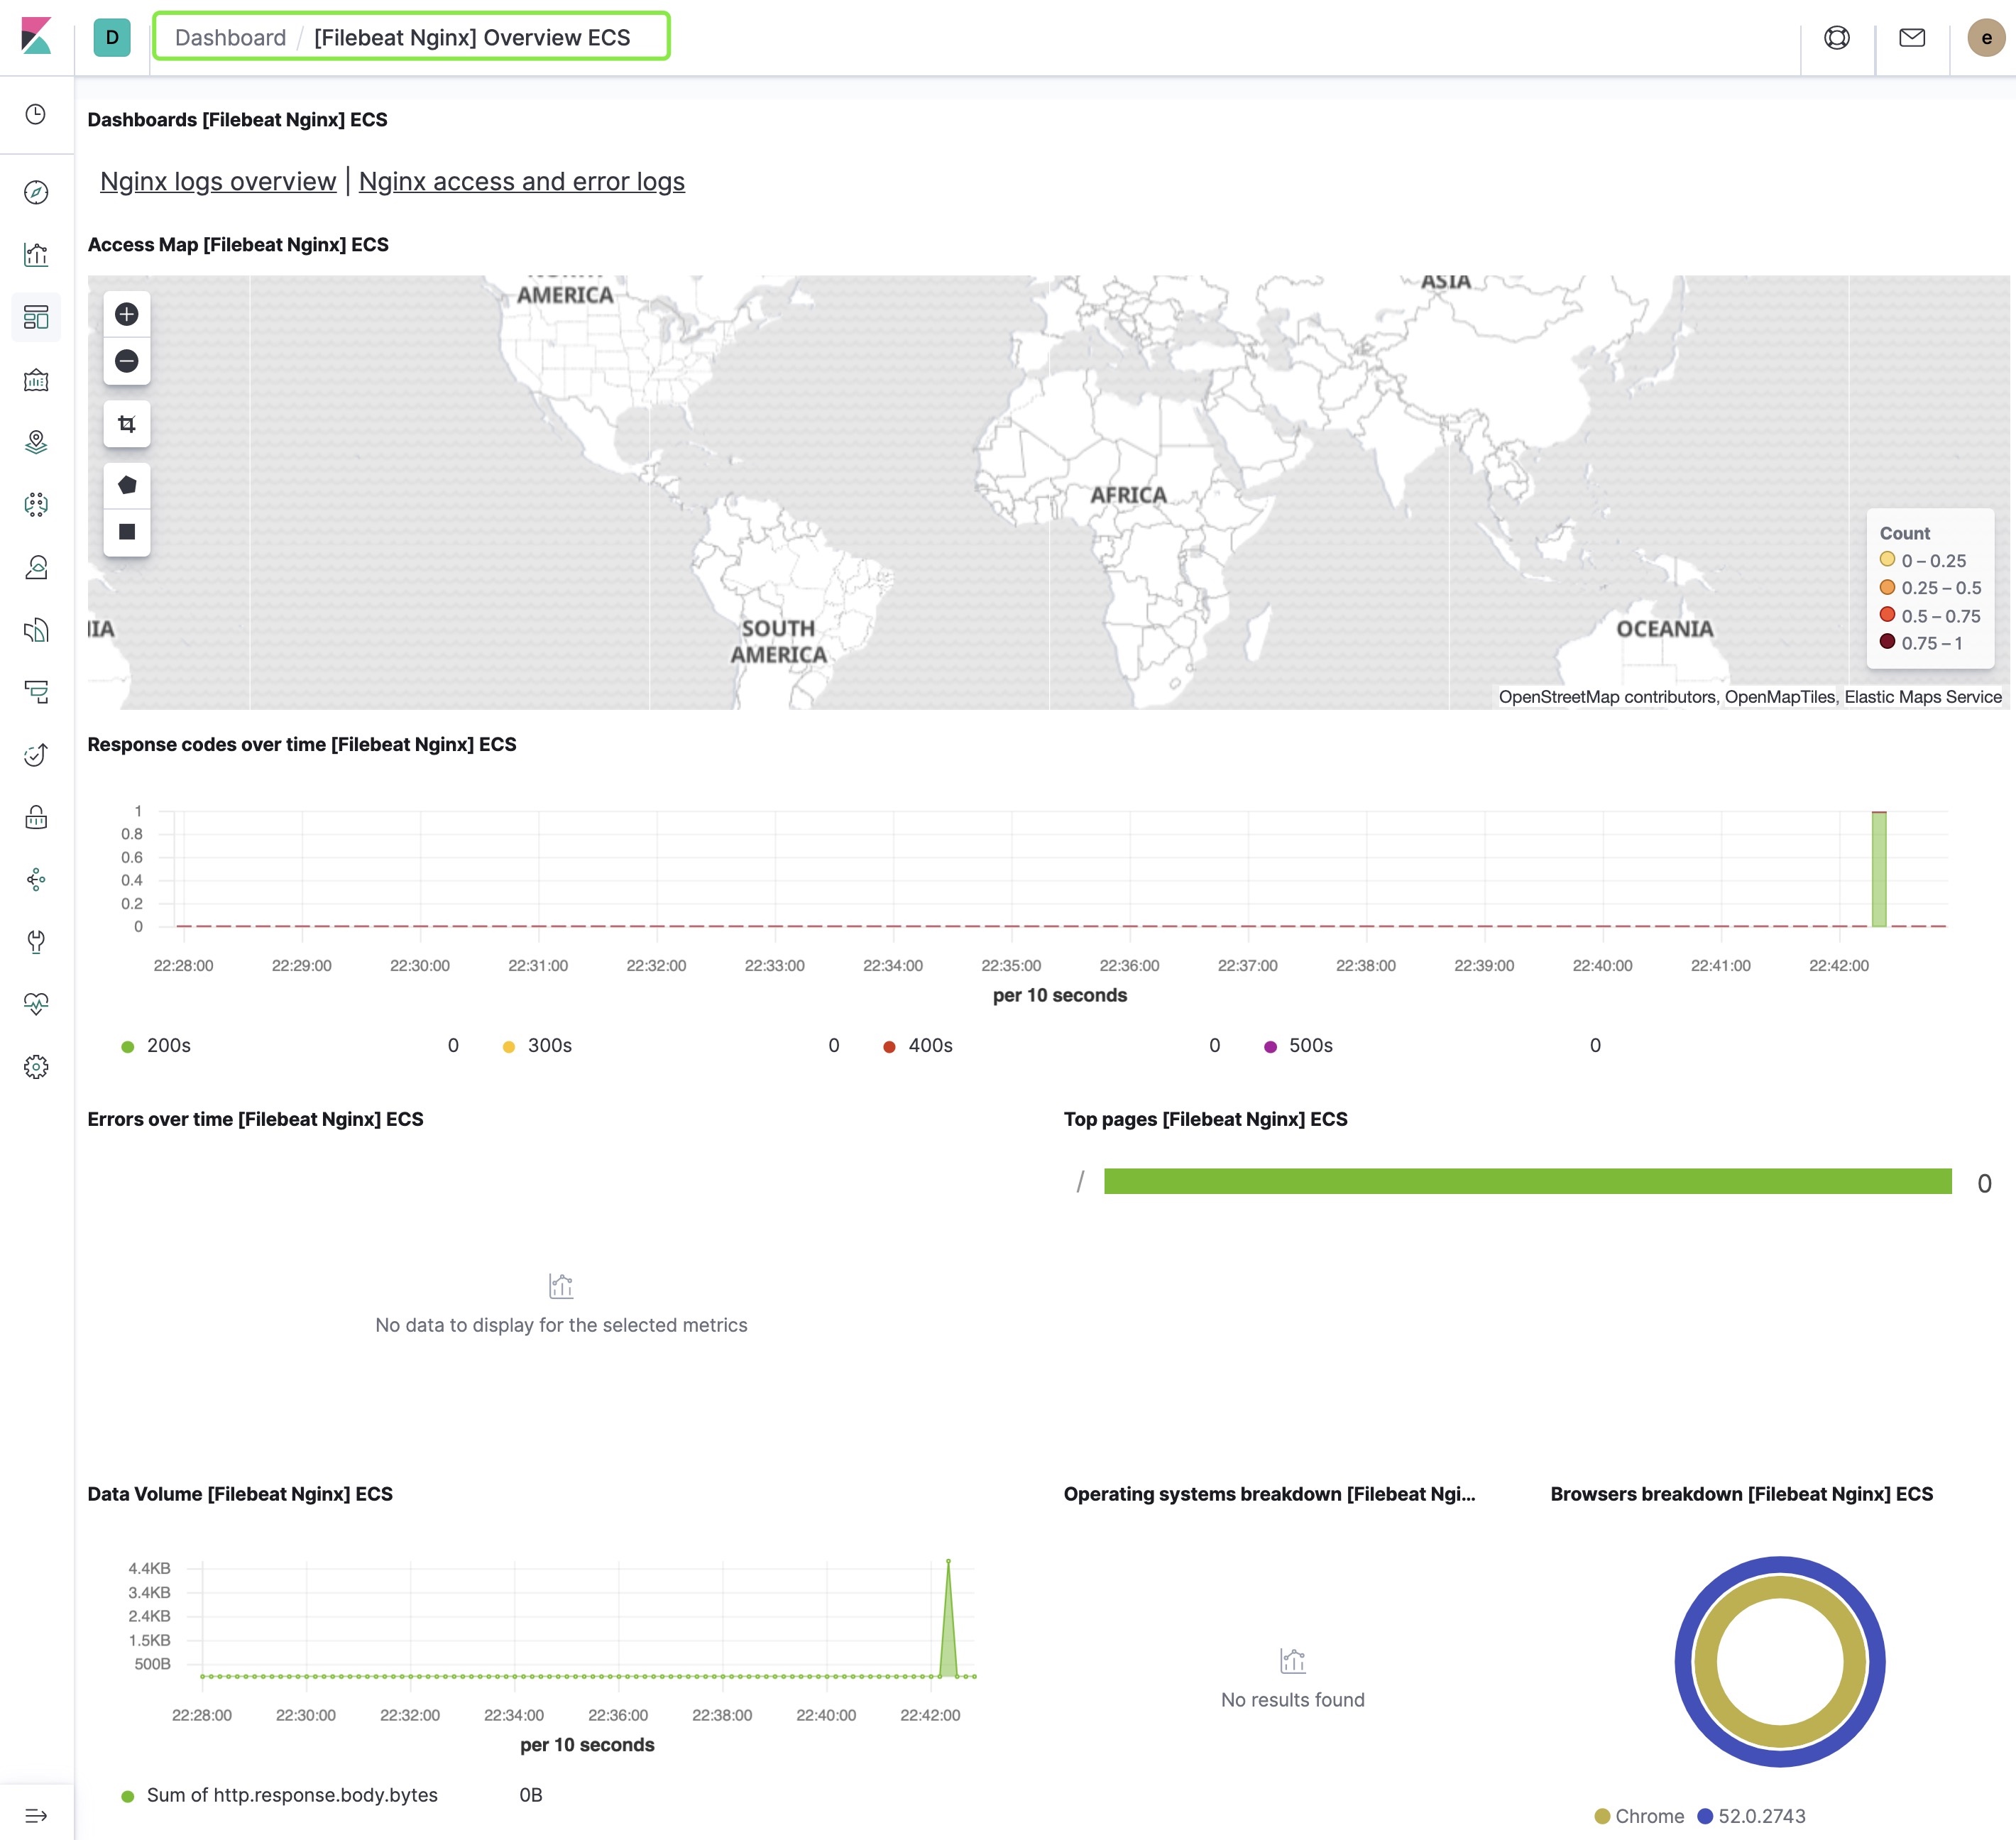 D
Dashboard / [Filebeat Nginx] Overview ECS
e
Dashboards [Filebeat Nginx] ECS
Nginx logs overview | Nginx access and error logs
Access Map [Filebeat Nginx] ECS
AMERICA
ASIA
AFRICA
SOUTH
AMERICA
OCEANIA
IA
Count
0 – 0.25
0.25 – 0.5
0.5 – 0.75
0.75 – 1
OpenStreetMap contributors, OpenMapTiles, Elastic Maps Service
Response codes over time [Filebeat Nginx] ECS
1
0.8
0.6
0.4
0.2
0
22:28:00 22:29:00 22:30:00 22:31:00 22:32:00 22:33:00 22:34:00 22:35:00 22:36:00 22:37:00 22:38:00 22:39:00 22:40:00 22:41:00 22:42:00
per 10 seconds
200s 0 300s 0 400s 0 500s 0
Errors over time [Filebeat Nginx] ECS
No data to display for the selected metrics
Top pages [Filebeat Nginx] ECS
/ 0
Data Volume [Filebeat Nginx] ECS
4.4KB
3.4KB
2.4KB
1.5KB
500B
22:28:00 22:30:00 22:32:00 22:34:00 22:36:00 22:38:00 22:40:00 22:42:00
per 10 seconds
Sum of http.response.body.bytes 0B
Operating systems breakdown [Filebeat Ngi...
No results found
Browsers breakdown [Filebeat Nginx] ECS
Chrome 52.0.2743